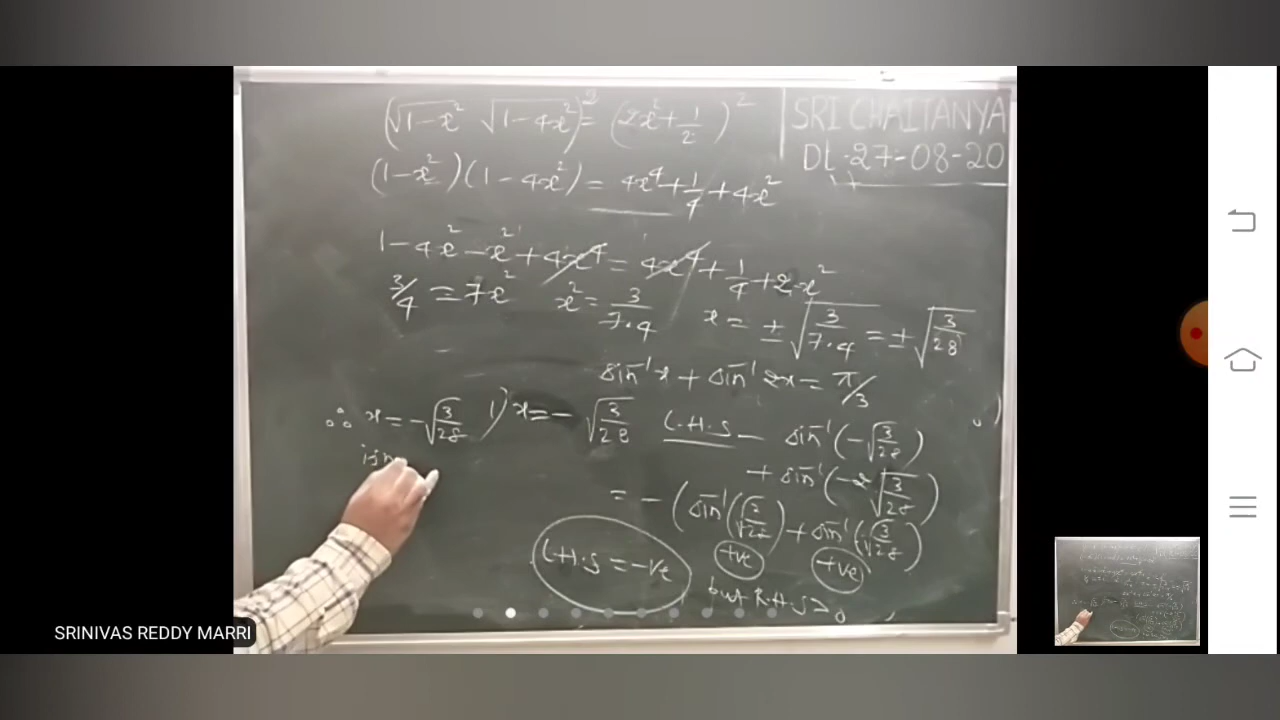 (√1-x² √1-4x²)² = (2x²+1/2)²
SRI CHAITANYA
Dt. 27-08-20
(1-x²)(1-4x²) = 4x⁴+1/4+4x²
1-4x²-x²+4x⁴ = 4x⁴+1/4+2x²
3/4 = 7x² x² = 3/7.4 x = ±√3/7.4 = ±√3/28
sin⁻¹x + sin⁻¹2x = π/3
∴ x = -√3/28 1) x = -√3/28 L.H.S - sin⁻¹(-√3/28)
+ sin⁻¹(-2√3/28)
= - (sin⁻¹(√3/28) + sin⁻¹(√3/28))
+ve +ve
L.H.S = -ve
but R.H.S > 0
SRINIVAS REDDY MARRI